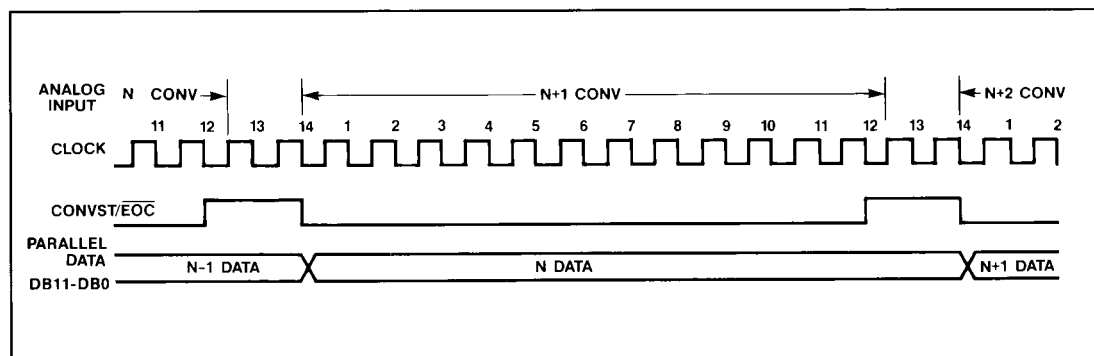 ANALOG INPUT N CONV N+1 CONV N+2 CONV
11 12 13 14 1 2 3 4 5 6 7 8 9 10 11 12 13 14 1 2
CLOCK
CONVST/EOC
PARALLEL DATA
N-1 DATA N DATA N+1 DATA
DB11-DB0